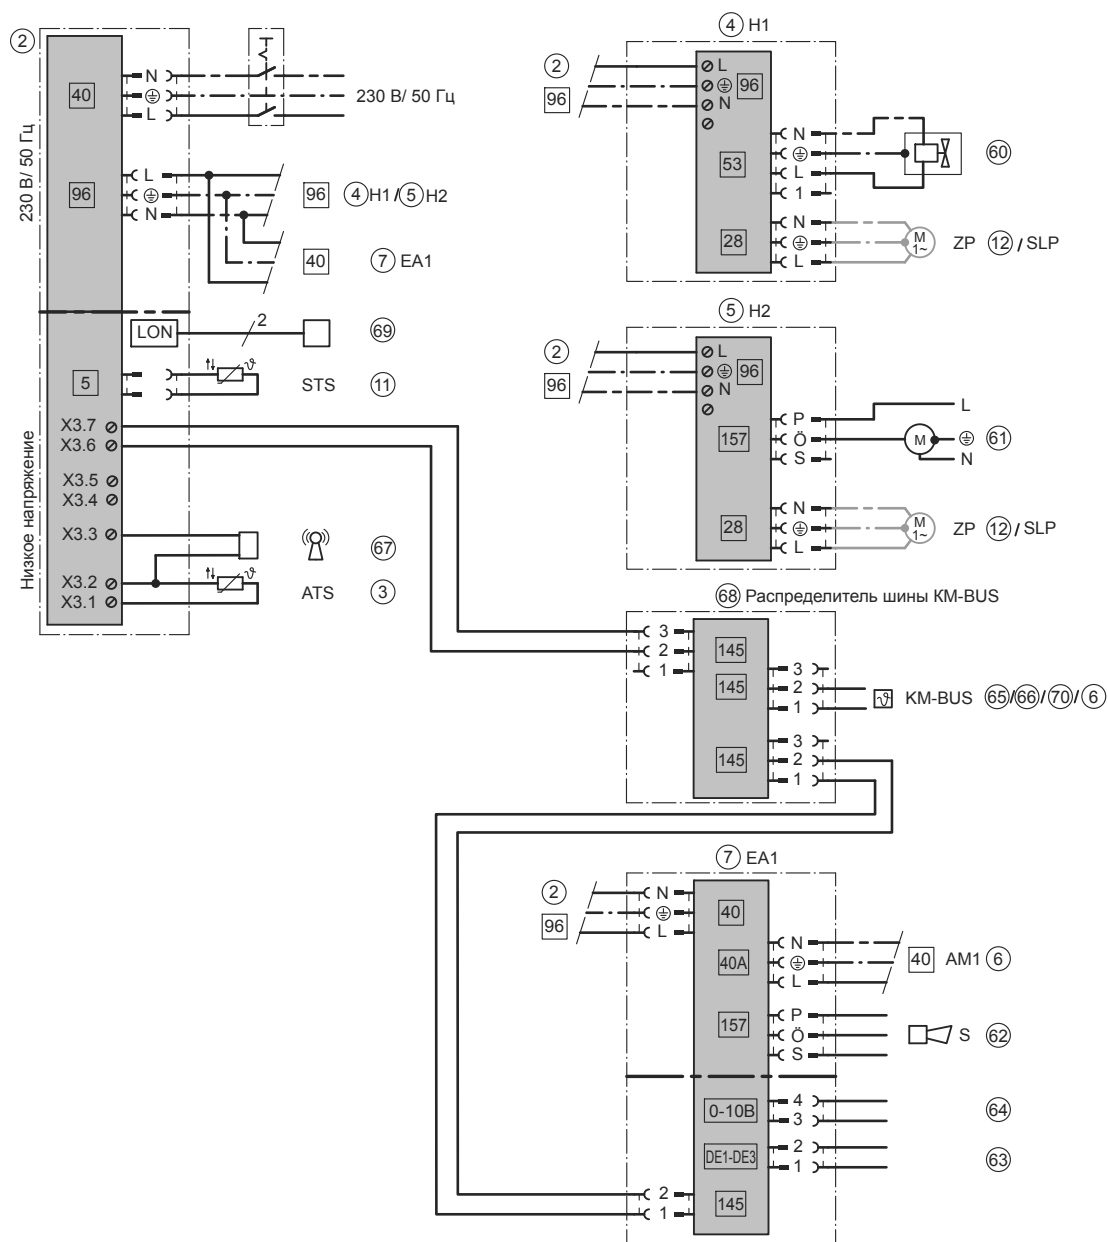 2
230 В/ 50 Гц
40
N
L
230 В/ 50 Гц
96
L
N
96 4 H1 / 5 H2
40 7 EA1
LON 2 69
Низкое напряжение
5 STS 11
X3.7
X3.6
X3.5
X3.4
X3.3
67
X3.2
X3.1
ATS 3
4 H1
2
96
L
N
96
53
N
L
1
60
28
N
L
M
1~
ZP 12 / SLP
5 H2
2
96
L
N
96
157
P
Ö
S
L
M
N
61
28
N
L
M
1~
ZP 12 / SLP
68 Распределитель шины KM-BUS
3
2
1
145
145
3
2
1
KM-BUS 65 / 66 / 70 / 6
145
3
2
1
7 EA1
2
96
N
L
40
40A
N
L
40 AM1 6
157
P
Ö
S
S 62
0-10В
4
3
64
DE1-DE3
2
1
63
2
1
145